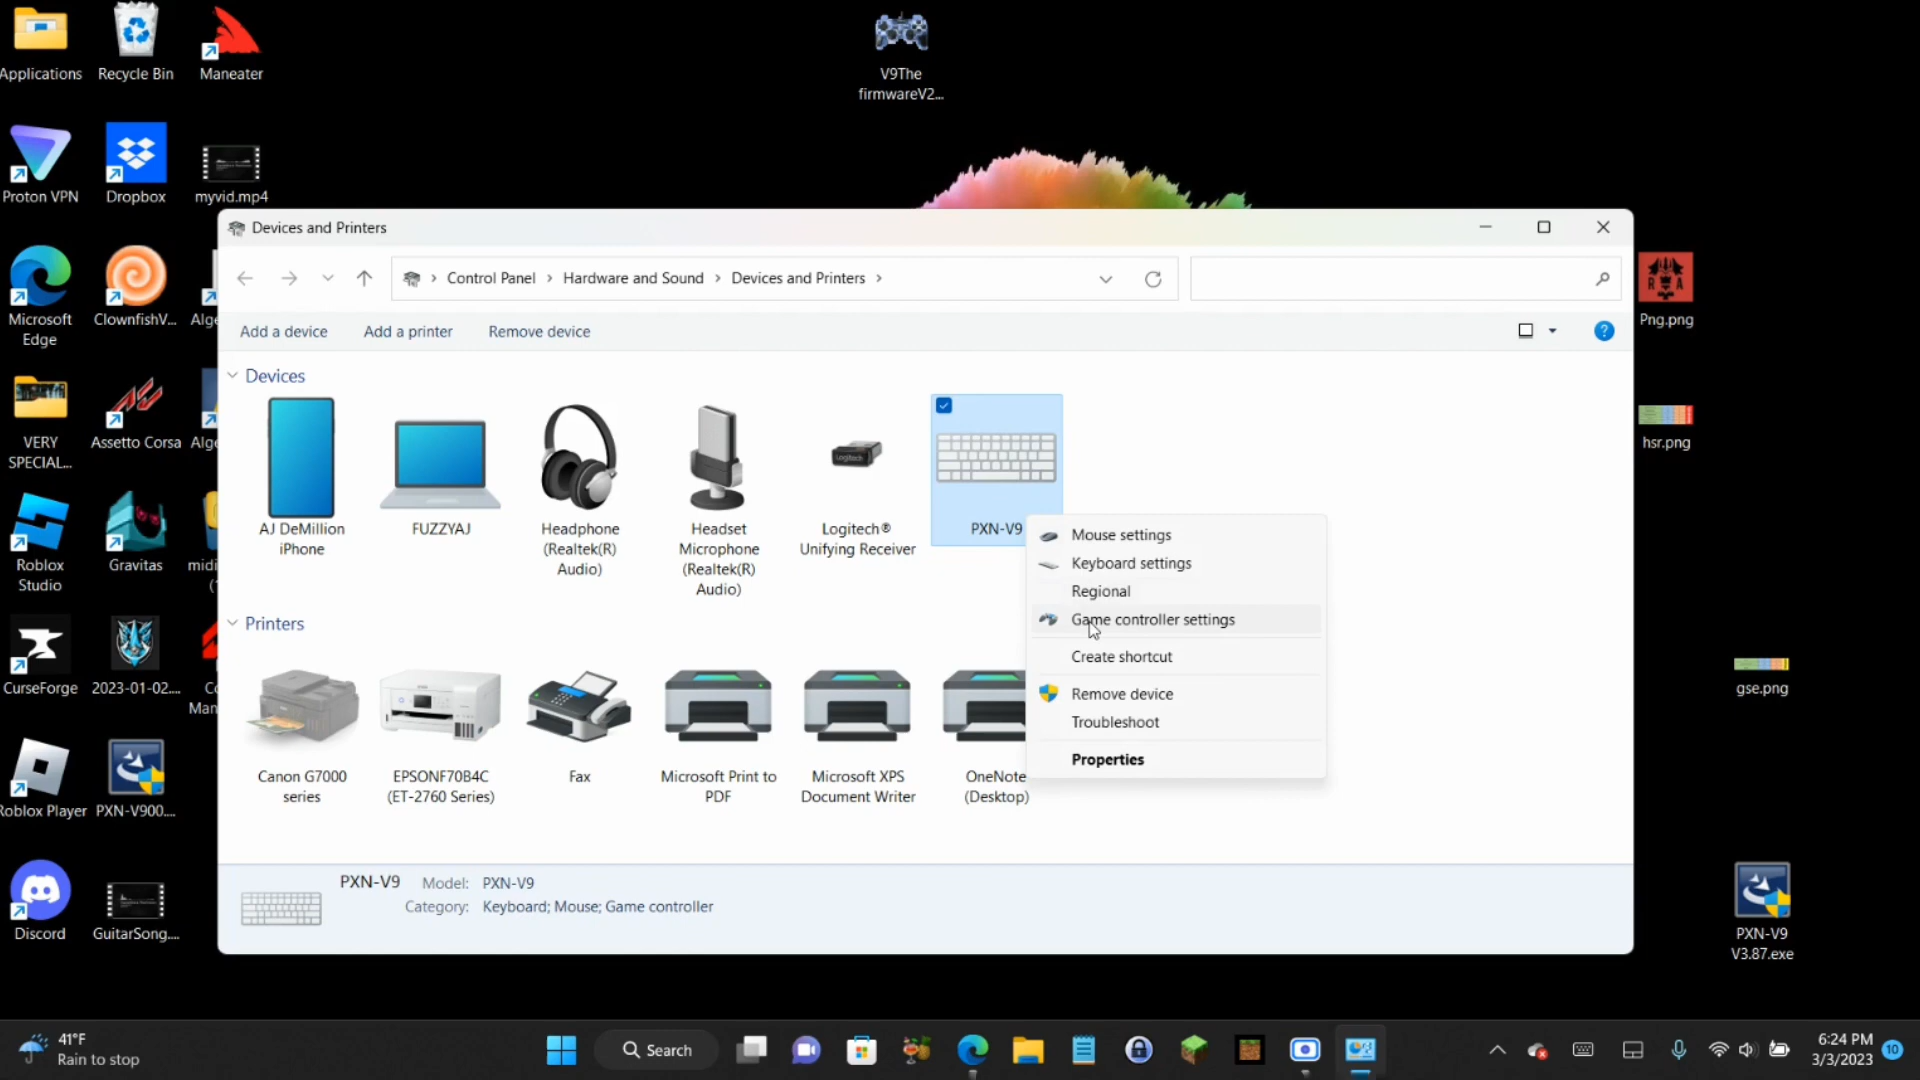 Applications
Recycle Bin
Maneater
V9The
firmwareV2...
Proton VPN
Dropbox
myvid.mp4
Microsoft
Edge
ClownfishV...
Alge
VERY
SPECIAL...
Assetto Corsa
Alge
Roblox
Studio
Gravitas
midi
(1
CurseForge
2023-01-02....
Co
Man
Roblox Player
PXN-V900....
Discord
GuitarSong....
Png.png
hsr.png
gse.png
PXN-V9
V3.87.exe
Devices and Printers
Control Panel
Hardware and Sound
Devices and Printers
Add a device
Add a printer
Remove device
Devices
AJ DeMillion
iPhone
FUZZYAJ
Headphone
(Realtek(R)
Audio)
Headset
Microphone
(Realtek(R)
Audio)
Logitech
Logitech®
Unifying Receiver
PXN-V9
Mouse settings
Keyboard settings
Regional
Game controller settings
Create shortcut
Remove device
Troubleshoot
Properties
Printers
Canon G7000
series
EPSONF70B4C
(ET-2760 Series)
Fax
Microsoft Print to
PDF
Microsoft XPS
Document Writer
OneNote
(Desktop)
PXN-V9
Model: PXN-V9
Category: Keyboard; Mouse; Game controller
41°F
Rain to stop
Search
6:24 PM
3/3/2023
10